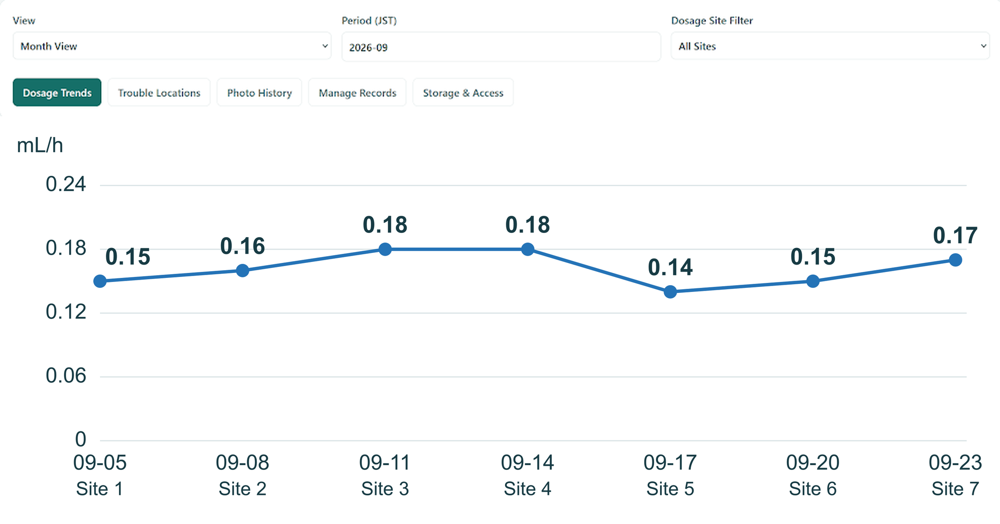 View
Period (JST)
Dosage Site Filter
Month View
2026-09
All Sites
Dosage Trends
Trouble Locations
Photo History
Manage Records
Storage & Access
mL/h
0.24
0.18
0.12
0.06
0
0.15
0.16
0.18
0.18
0.14
0.15
0.17
09-05
09-08
09-11
09-14
09-17
09-20
09-23
Site 1
Site 2
Site 3
Site 4
Site 5
Site 6
Site 7